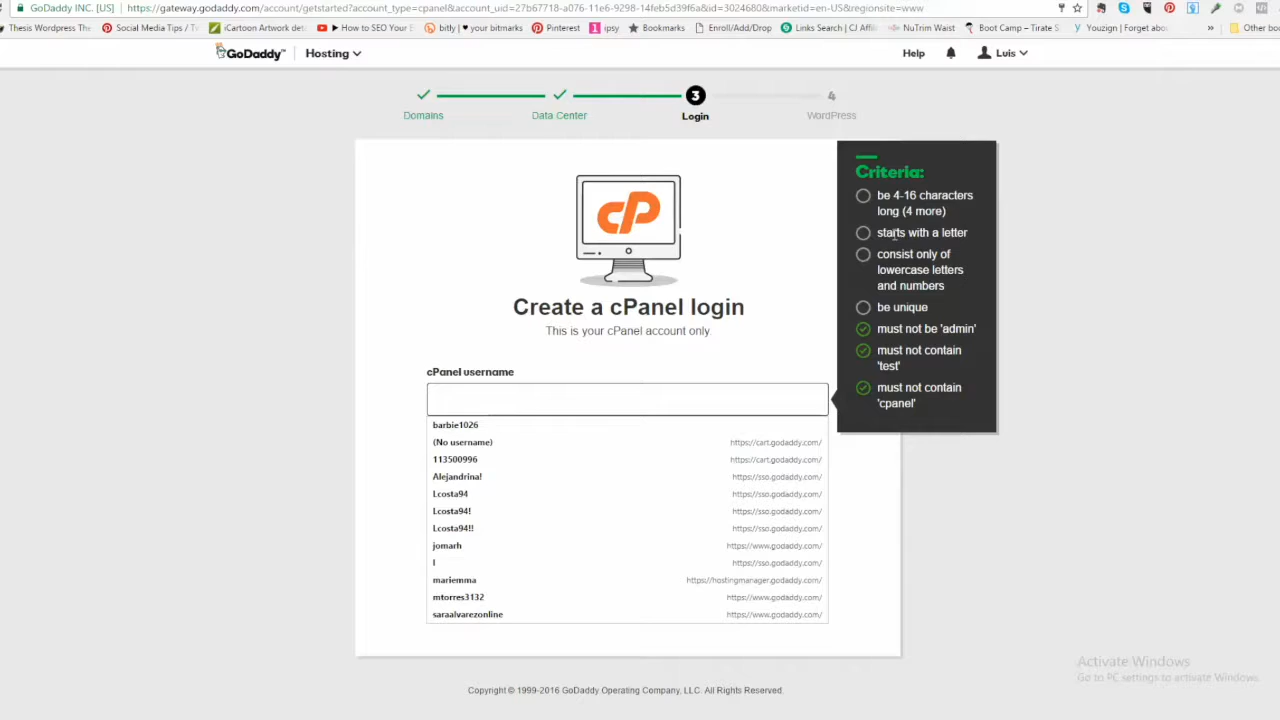 GoDaddy INC. [US] https://gateway.godaddy.com/account/getstarted?account_type=cpanel&account_uid=27b67718-a076-11e6-9298-14feb5d39f6a&id=3024680&marketid=en-US&regionsite=www
Thesis Wordpress The Social Media Tips / Tr iCartoon Artwork det How to SEO Your E bitly | ♥ your bitmarks Pinterest ipsy Bookmarks Enroll/Add/Drop Links Search | CJ Affili NuTrim Waist Boot Camp – Tirate S Youzign | Forget abou » Other bo
GoDaddy™ Hosting Help Luis
3 4
Domains Data Center Login WordPress
cP
Create a cPanel login
This is your cPanel account only.
cPanel username
barbie1026
(No username) https://cart.godaddy.com/
113500996 https://cart.godaddy.com/
Alejandrina! https://sso.godaddy.com/
Lcosta94 https://sso.godaddy.com/
Lcosta94! https://sso.godaddy.com/
Lcosta94!! https://sso.godaddy.com/
jomarh https://www.godaddy.com/
l https://sso.godaddy.com/
mariemma https://hostingmanager.godaddy.com/
mtorres3132 https://www.godaddy.com/
saraalvarezonline https://www.godaddy.com/
Criteria:
be 4-16 characters
long (4 more)
starts with a letter
consist only of
lowercase letters
and numbers
be unique
must not be 'admin'
must not contain
'test'
must not contain
'cpanel'
Activate Windows
Go to PC settings to activate Windows.
Copyright © 1999-2016 GoDaddy Operating Company, LLC. All Rights Reserved.